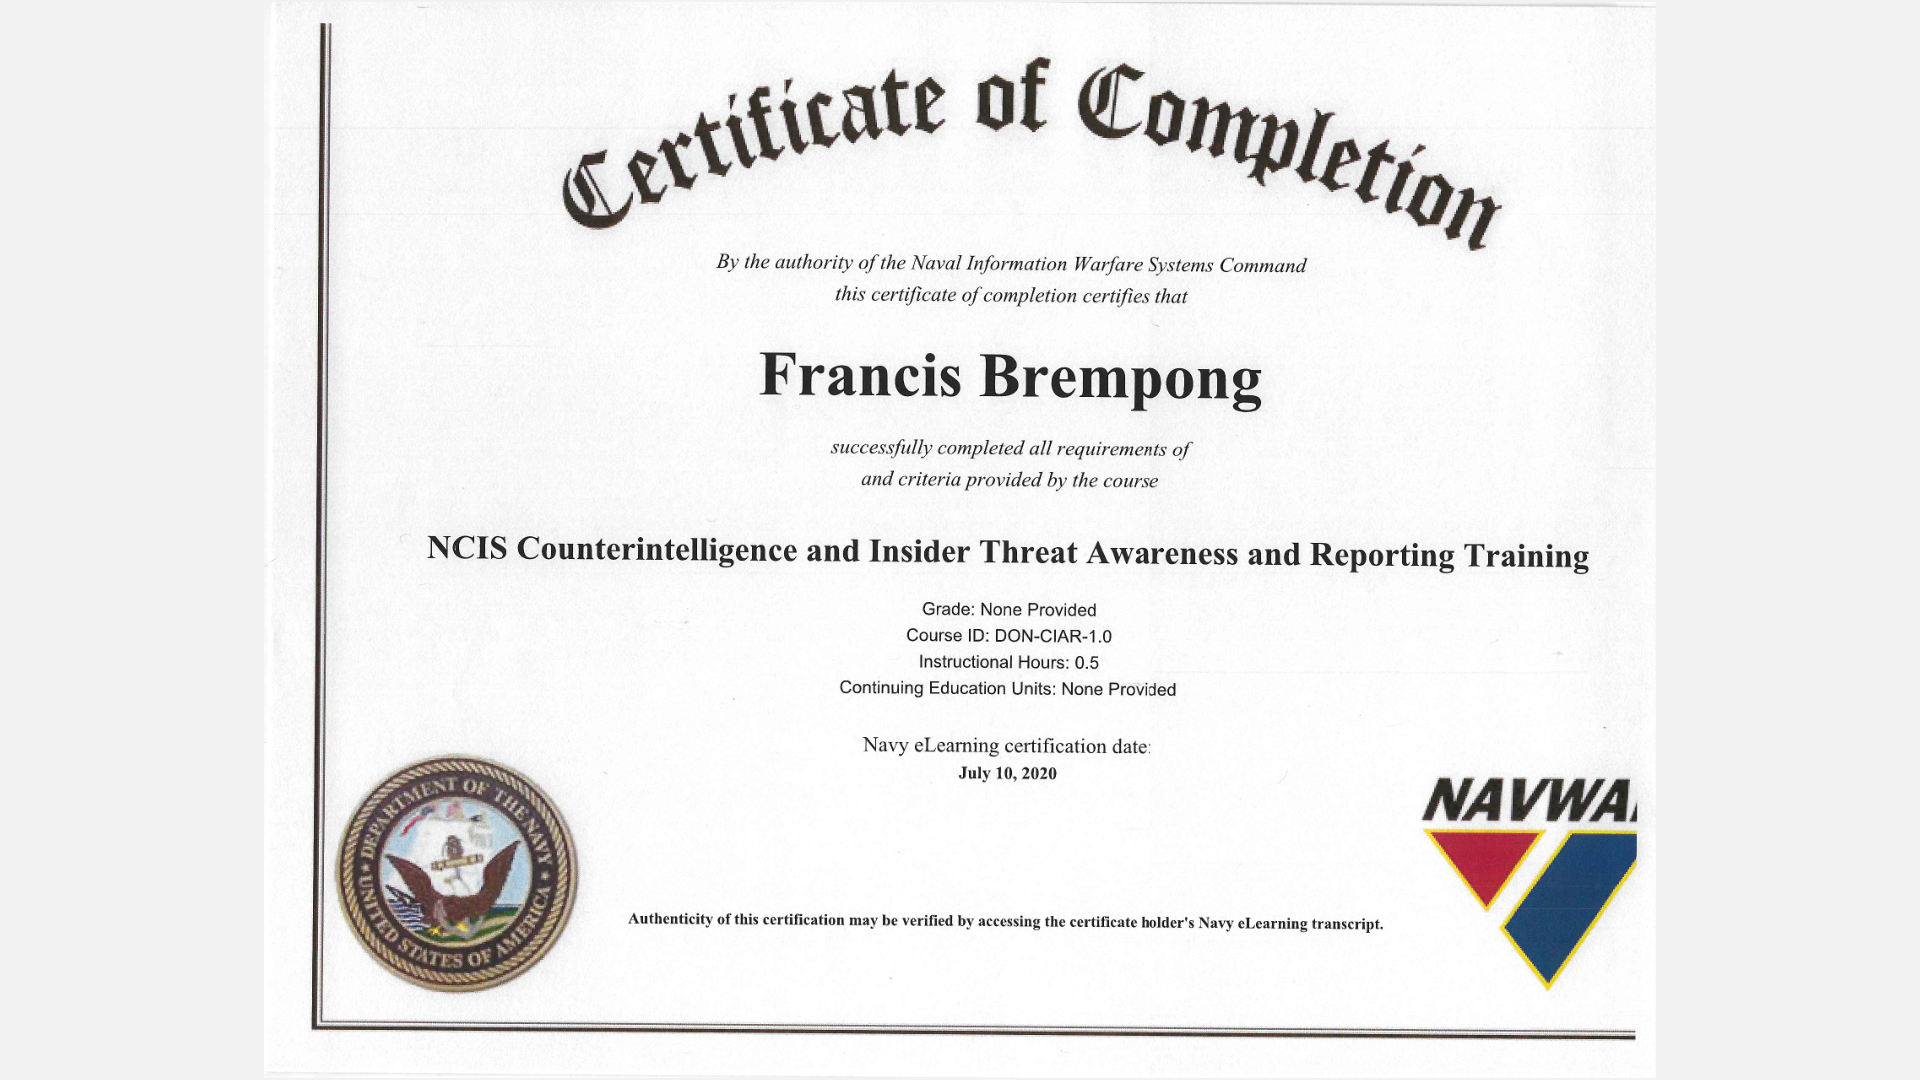 Certificate of Completion
By the authority of the Naval Information Warfare Systems Command
this certificate of completion certifies that
Francis Brempong
successfully completed all requirements of
and criteria provided by the course
NCIS Counterintelligence and Insider Threat Awareness and Reporting Training
Grade: None Provided
Course ID: DON-CIAR-1.0
Instructional Hours: 0.5
Continuing Education Units: None Provided
Navy eLearning certification date:
July 10, 2020
DEPARTMENT OF THE NAVY
UNITED STATES OF AMERICA
NAVWA
Authenticity of this certification may be verified by accessing the certificate holder's Navy eLearning transcript.